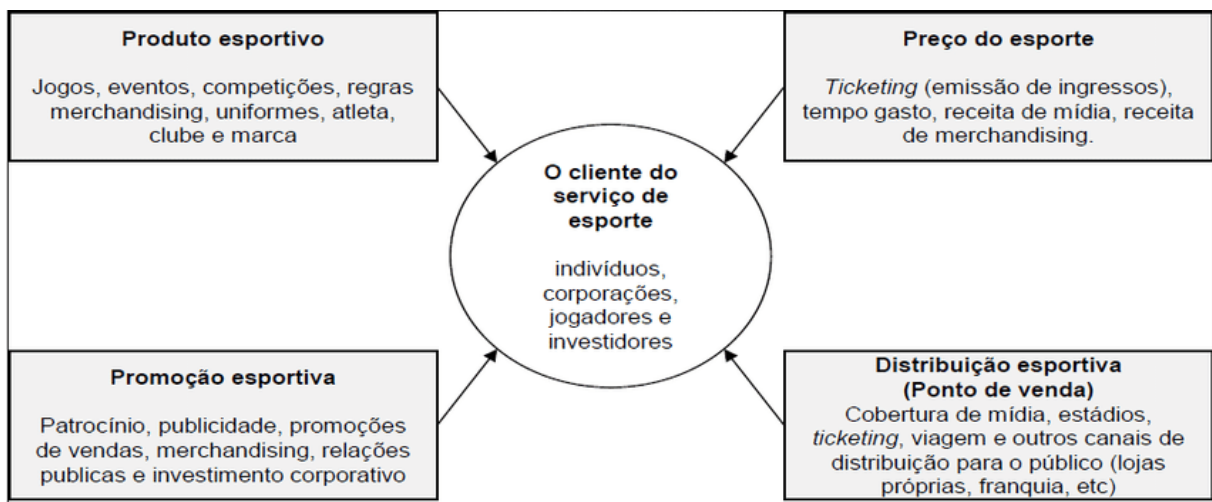 Produto esportivo
Jogos, eventos, competições, regras
merchandising, uniformes, atleta,
clube e marca
Preço do esporte
Ticketing (emissão de ingressos),
tempo gasto, receita de mídia, receita
de merchandising.
O cliente do
serviço de
esporte
indivíduos,
corporações,
jogadores e
investidores
Promoção esportiva
Patrocínio, publicidade, promoções
de vendas, merchandising, relações
publicas e investimento corporativo
Distribuição esportiva
(Ponto de venda)
Cobertura de mídia, estádios,
ticketing, viagem e outros canais de
distribuição para o público (lojas
próprias, franquia, etc)